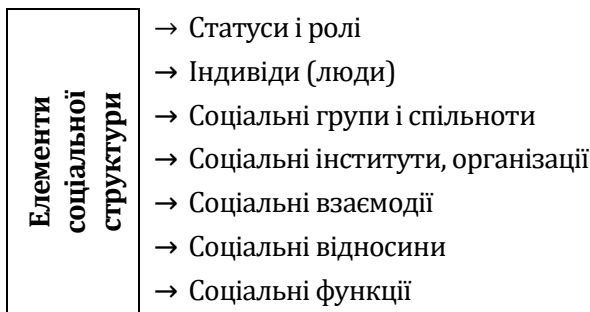 Елементи
соціальної
структури
→ Статуси і ролі
→ Індивіди (люди)
→ Соціальні групи і спільноти
→ Соціальні інститути, організації
→ Соціальні взаємодії
→ Соціальні відносини
→ Соціальні функції